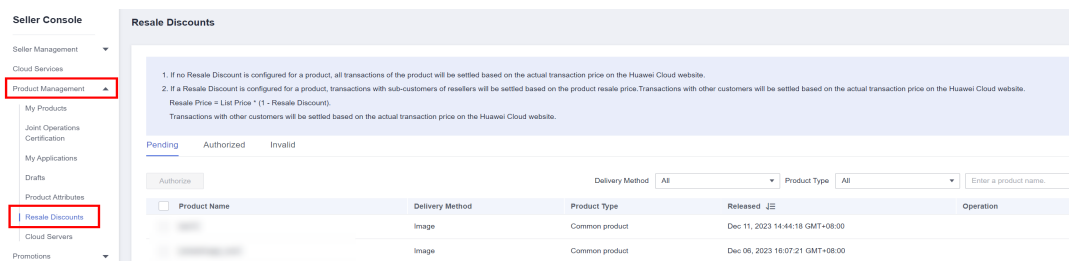 Seller Console
Resale Discounts
Seller Management
Cloud Services
Product Management
My Products
Joint Operations
Certification
My Applications
Drafts
Product Attributes
Resale Discounts
Cloud Servers
Promotions
1. If no Resale Discount is configured for a product, all transactions of the product will be settled based on the actual transaction price on the Huawei Cloud website.
2. If a Resale Discount is configured for a product, transactions with sub-customers of resellers will be settled based on the product resale price.Transactions with other customers will be settled based on the actual transaction price on the Huawei Cloud website.
Resale Price = List Price * (1 - Resale Discount).
Transactions with other customers will be settled based on the actual transaction price on the Huawei Cloud website.
Pending Authorized Invalid
Authorize Delivery Method All Product Type All Enter a product name.
Product Name Delivery Method Product Type Released Operation
Image Common product Dec 11, 2023 14:44:18 GMT+08:00
Image Common product Dec 06, 2023 16:07:21 GMT+08:00